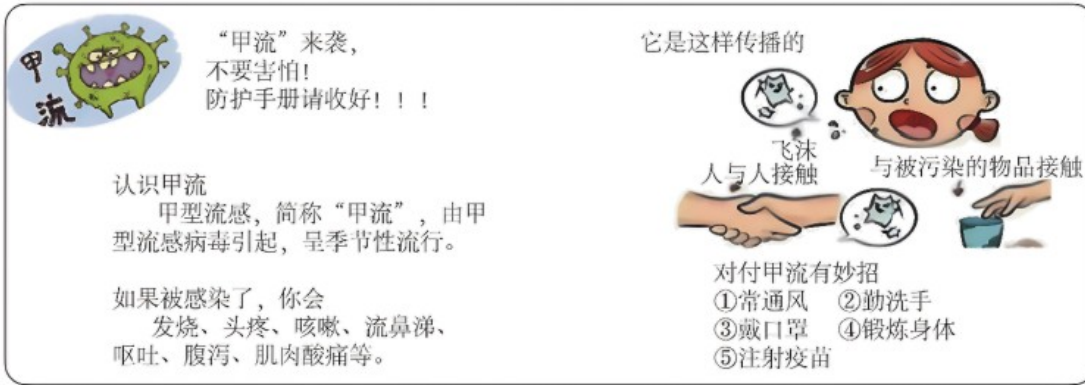 甲流
“甲流”来袭，
不要害怕！
防护手册请收好！！！
认识甲流
甲型流感，简称“甲流”，由甲
型流感病毒引起，呈季节性流行。
如果被感染了，你会
发烧、头疼、咳嗽、流鼻涕、
呕吐、腹泻、肌肉酸痛等。
它是这样传播的
飞沫
人与人接触
与被污染的物品接触
对付甲流有妙招
①常通风 ②勤洗手
③戴口罩 ④锻炼身体
⑤注射疫苗